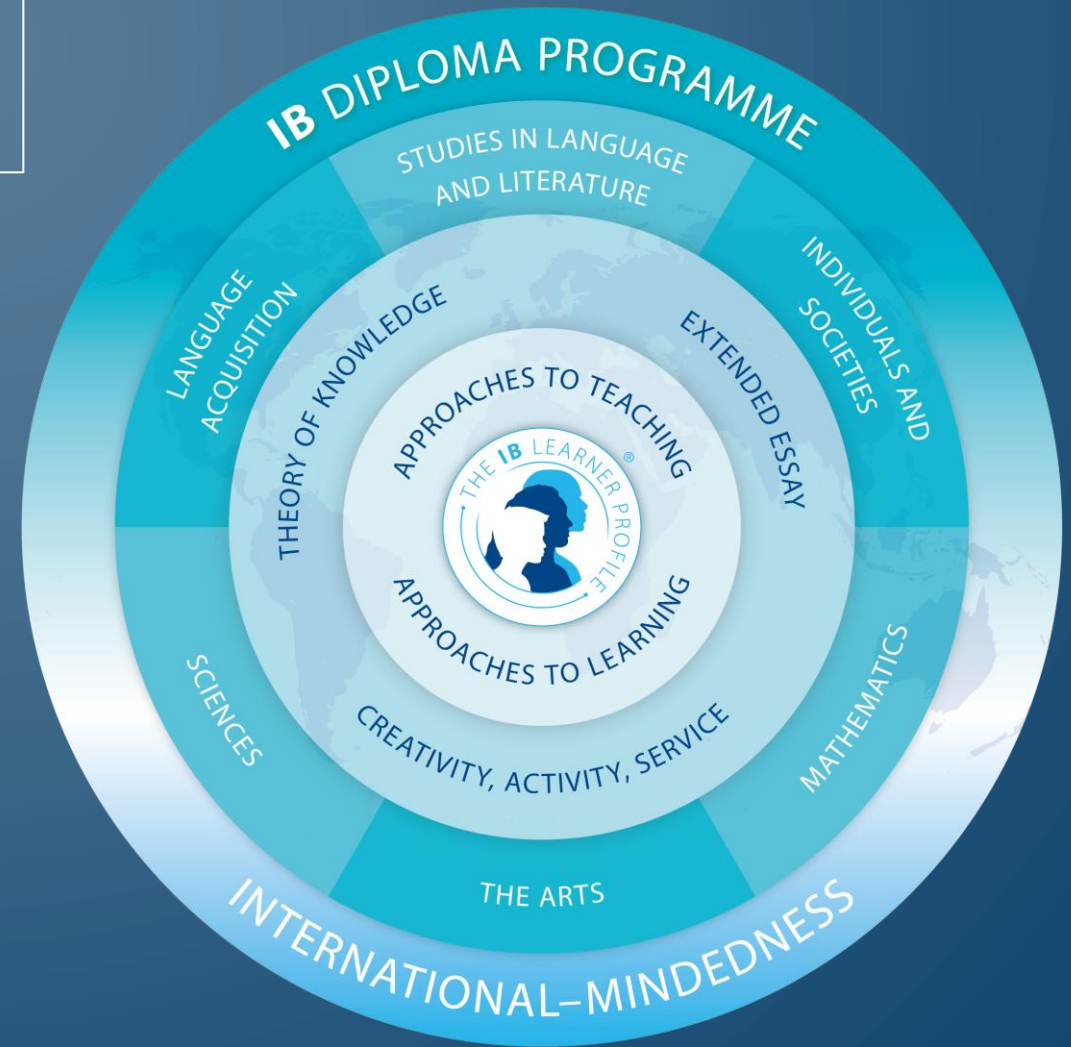 IB DIPLOMA PROGRAMME
STUDIES IN LANGUAGE
AND LITERATURE
LANGUAGE
ACQUISITION
INDIVIDUALS AND
SOCIETIES
THEORY OF KNOWLEDGE
EXTENDED ESSAY
APPROACHES TO TEACHING
THE IB LEARNER PROFILE ®
APPROACHES TO LEARNING
SCIENCES
MATHEMATICS
CREATIVITY, ACTIVITY, SERVICE
THE ARTS
INTERNATIONAL–MINDEDNESS